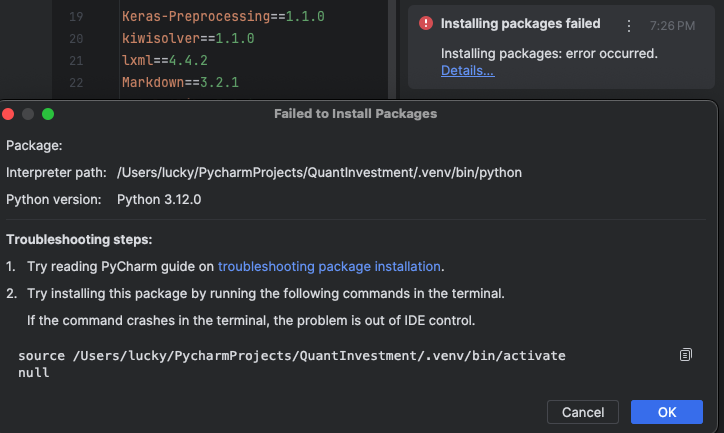 19 Keras-Preprocessing==1.1.0
20 kiwisolver==1.1.0
21 lxml==4.4.2
22 Markdown==3.2.1
Installing packages failed 7:26 PM
Installing packages: error occurred.
Details...
Failed to Install Packages
Package:
Interpreter path: /Users/lucky/PycharmProjects/QuantInvestment/.venv/bin/python
Python version: Python 3.12.0
Troubleshooting steps:
1. Try reading PyCharm guide on troubleshooting package installation.
2. Try installing this package by running the following commands in the terminal.
If the command crashes in the terminal, the problem is out of IDE control.
source /Users/lucky/PycharmProjects/QuantInvestment/.venv/bin/activate
null
Cancel OK